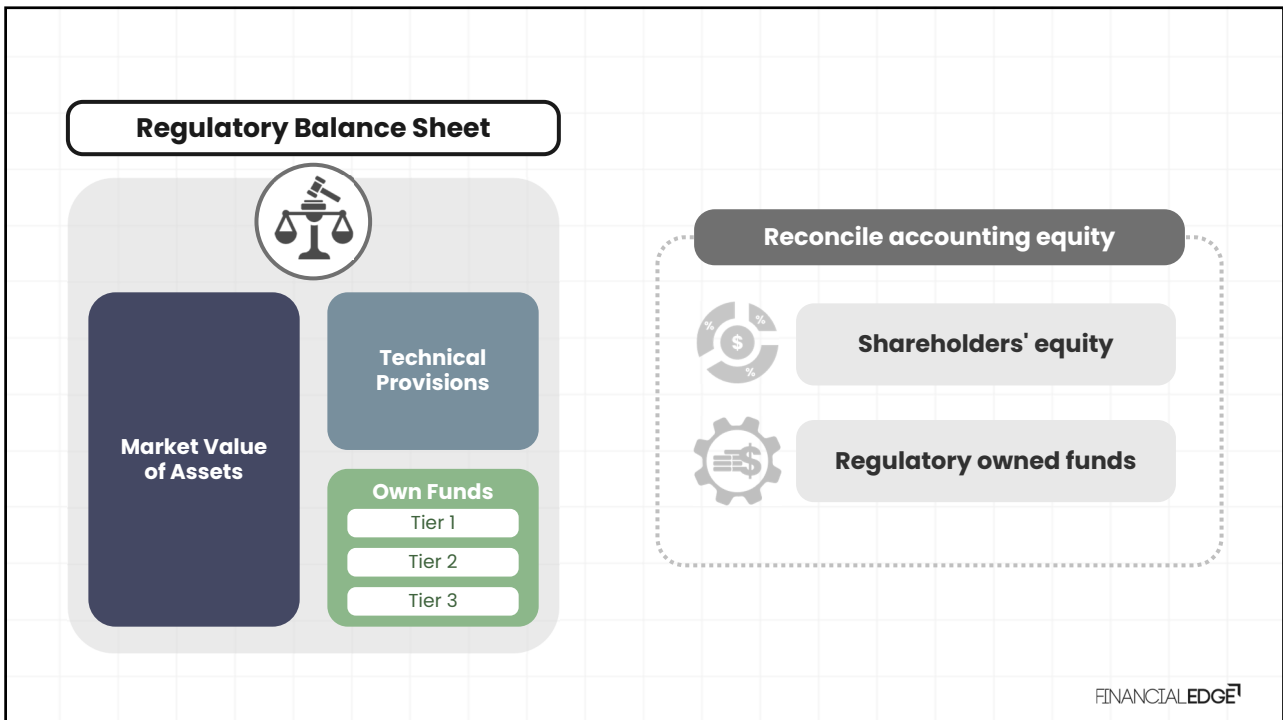 Regulatory Balance Sheet
Market Value
of Assets
Technical
Provisions
Own Funds
Tier 1
Tier 2
Tier 3
Reconcile accounting equity
%
%
$
%
Shareholders' equity
$
Regulatory owned funds
FINANCIALEDGE